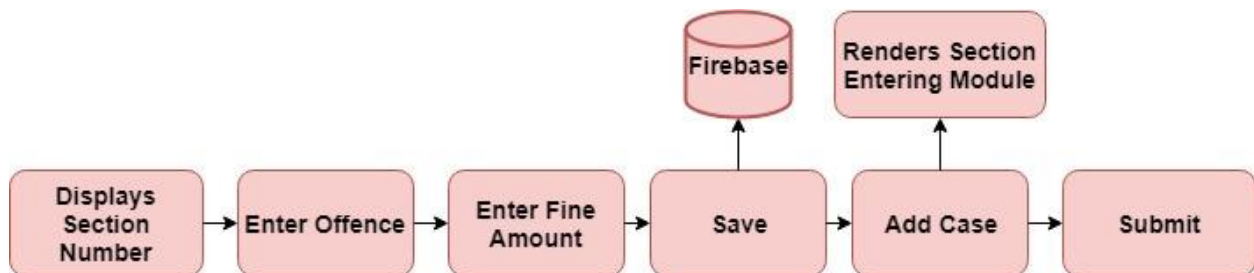 Firebase
Renders Section
Entering Module
Displays
Section
Number
Enter Offence
Enter Fine
Amount
Save
Add Case
Submit